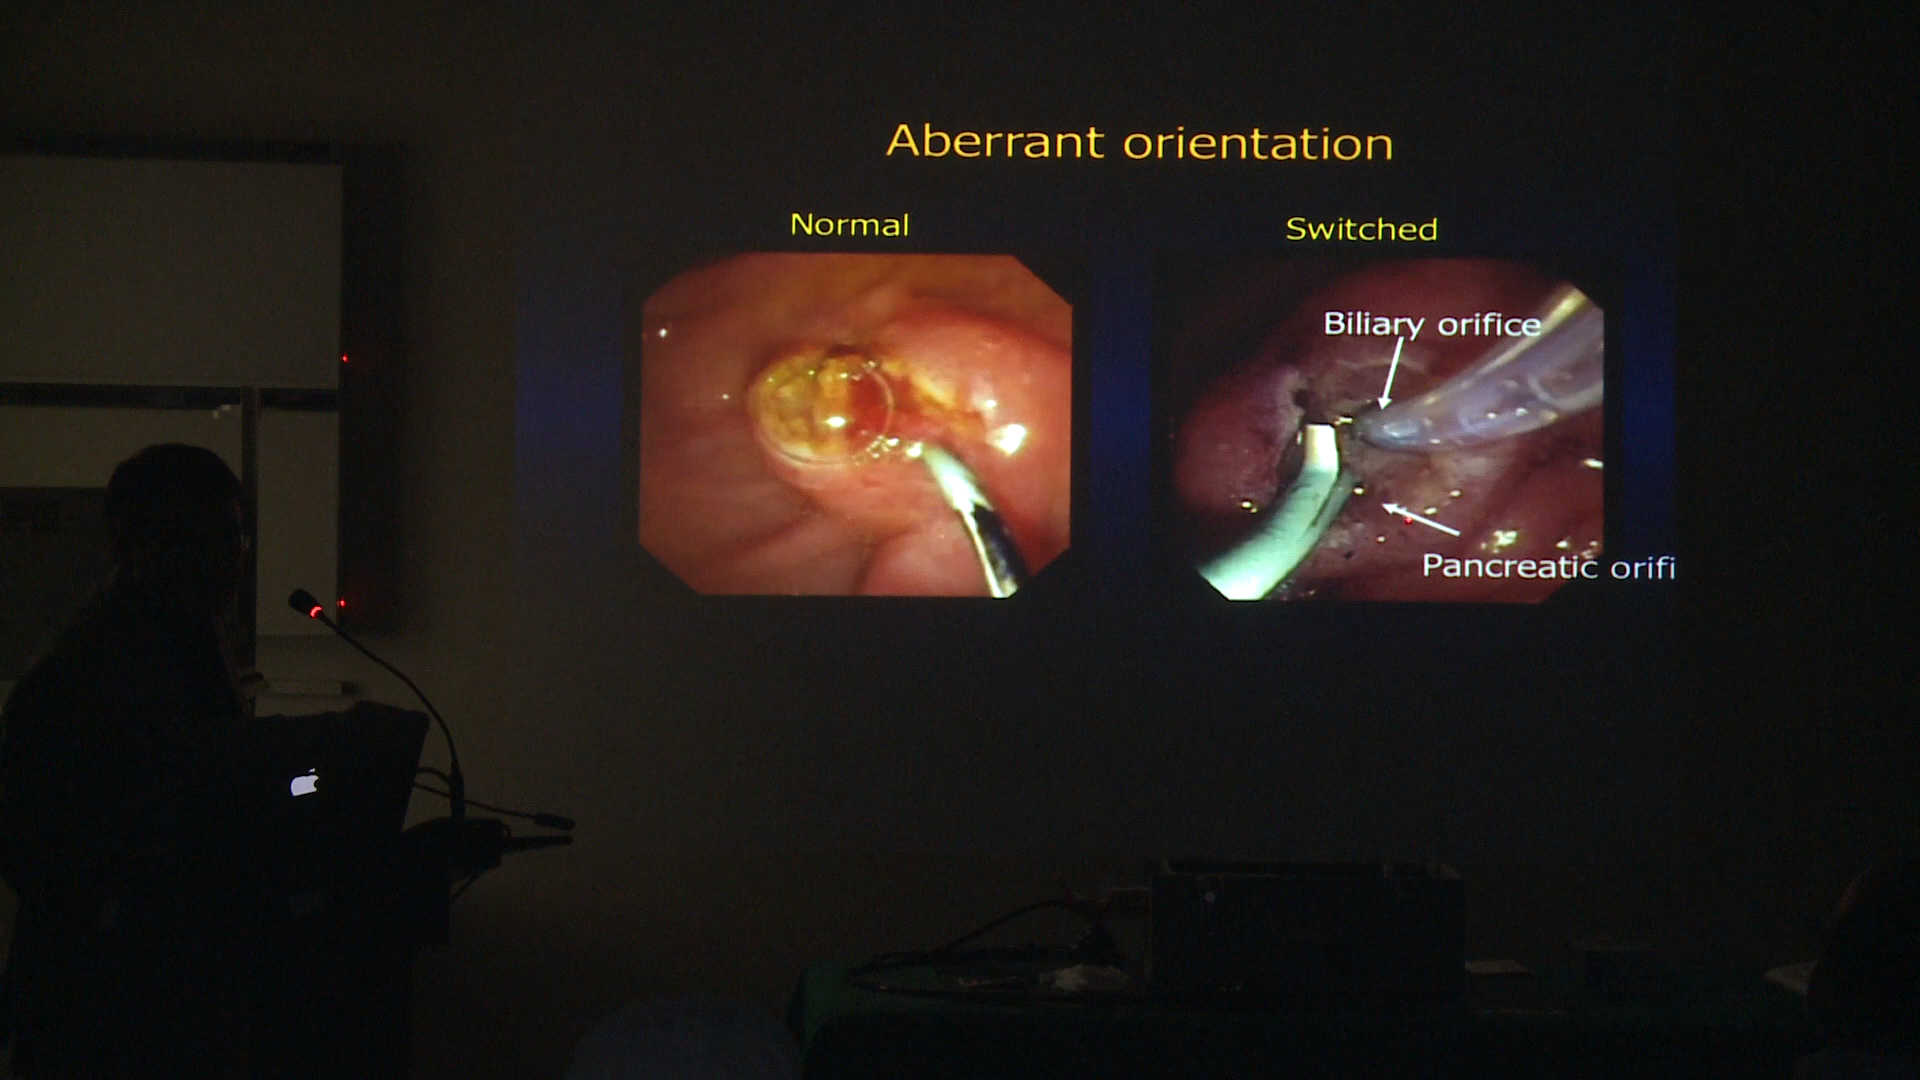 Aberrant orientation
Normal
Switched
Biliary orifice
Pancreatic orifi